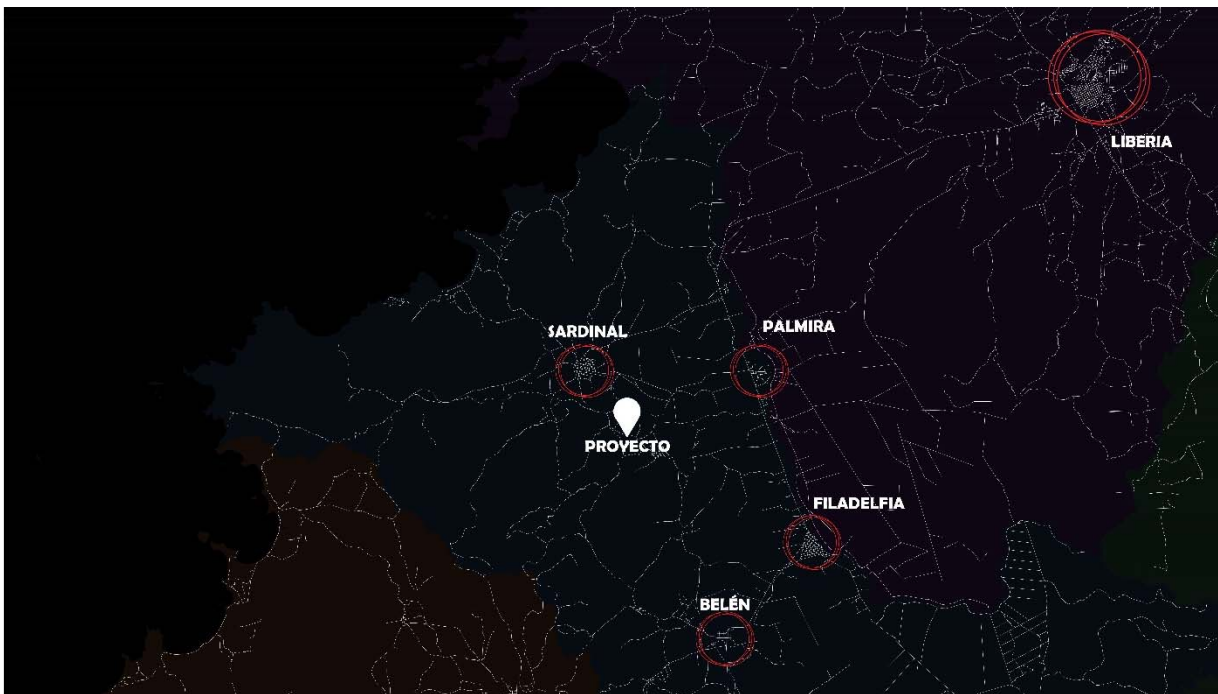 LIBERIA
SARDINAL
PALMIRA
PROYECTO
FILADELFIA
BELÉN